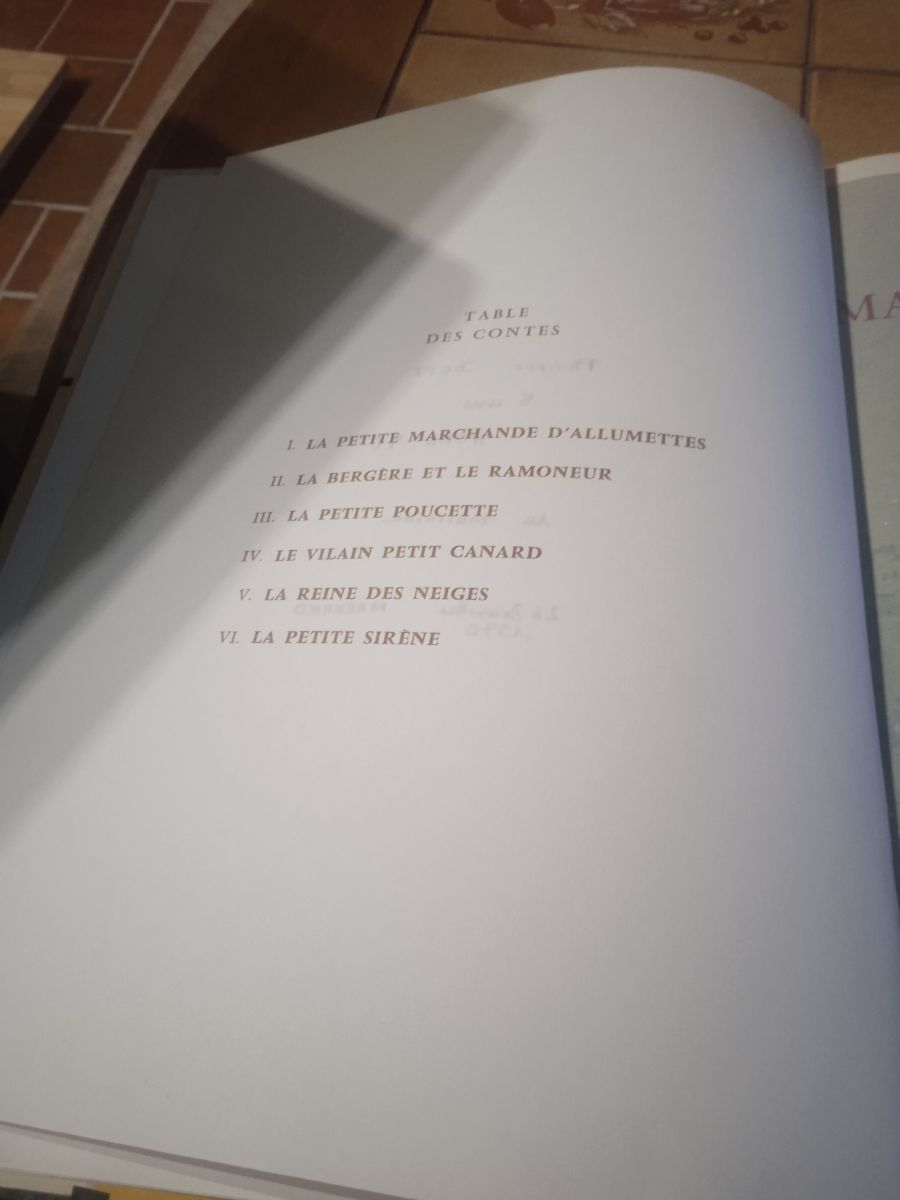 TABLE
DES CONTES
I. LA PETITE MARCHANDE D'ALLUMETTES
II. LA BERGÈRE ET LE RAMONEUR
III. LA PETITE POUCETTE
IV. LE VILAIN PETIT CANARD
V. LA REINE DES NEIGES
VI. LA PETITE SIRÈNE
MA